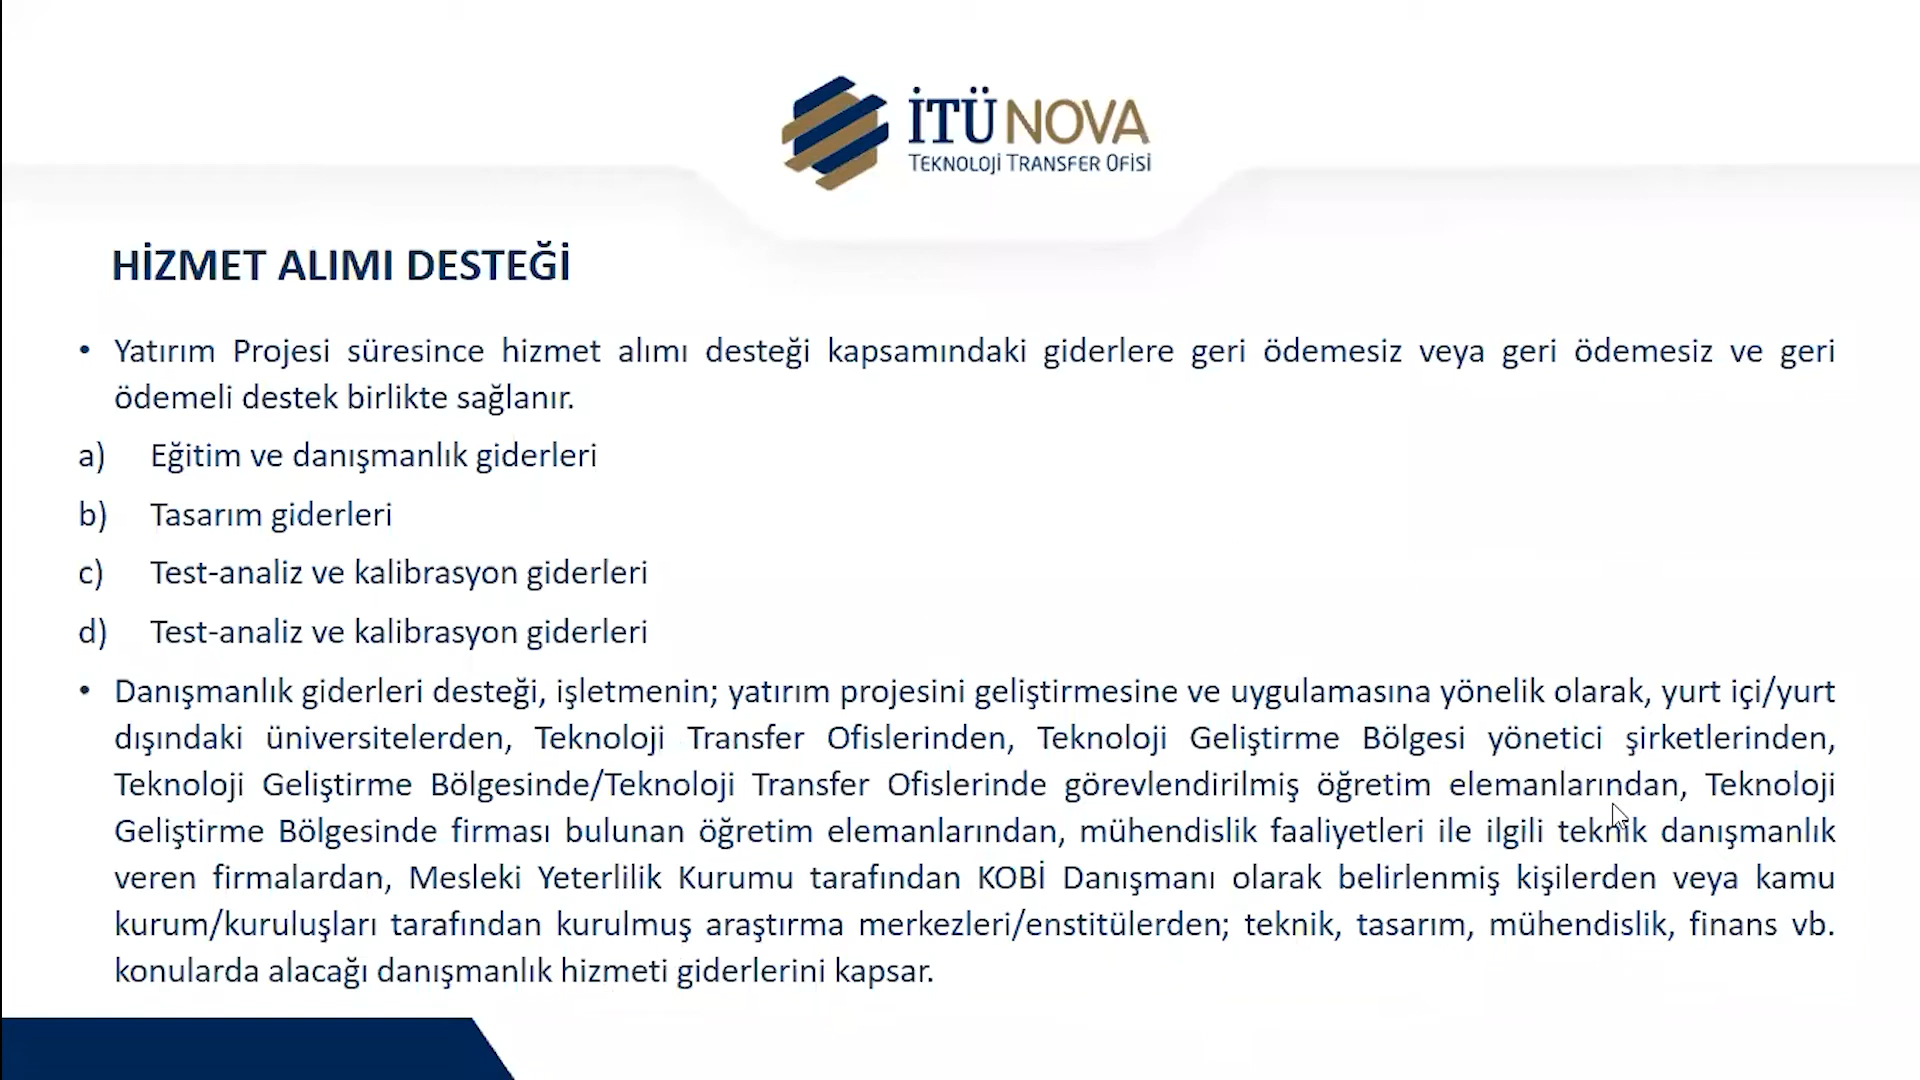 İTÜ NOVA
TEKNOLOJİ TRANSFER OFİSİ
HİZMET ALIMI DESTEĞİ
• Yatırım Projesi süresince hizmet alımı desteği kapsamındaki giderlere geri ödemesiz veya geri ödemesiz ve geri
ödemeli destek birlikte sağlanır.
a) Eğitim ve danışmanlık giderleri
b) Tasarım giderleri
c) Test-analiz ve kalibrasyon giderleri
d) Test-analiz ve kalibrasyon giderleri
• Danışmanlık giderleri desteği, işletmenin; yatırım projesini geliştirmesine ve uygulamasına yönelik olarak, yurt içi/yurt
dışındaki üniversitelerden, Teknoloji Transfer Ofislerinden, Teknoloji Geliştirme Bölgesi yönetici şirketlerinden,
Teknoloji Geliştirme Bölgesinde/Teknoloji Transfer Ofislerinde görevlendirilmiş öğretim elemanlarından, Teknoloji
Geliştirme Bölgesinde firması bulunan öğretim elemanlarından, mühendislik faaliyetleri ile ilgili teknik danışmanlık
veren firmalardan, Mesleki Yeterlilik Kurumu tarafından KOBİ Danışmanı olarak belirlenmiş kişilerden veya kamu
kurum/kuruluşları tarafından kurulmuş araştırma merkezleri/enstitülerden; teknik, tasarım, mühendislik, finans vb.
konularda alacağı danışmanlık hizmeti giderlerini kapsar.